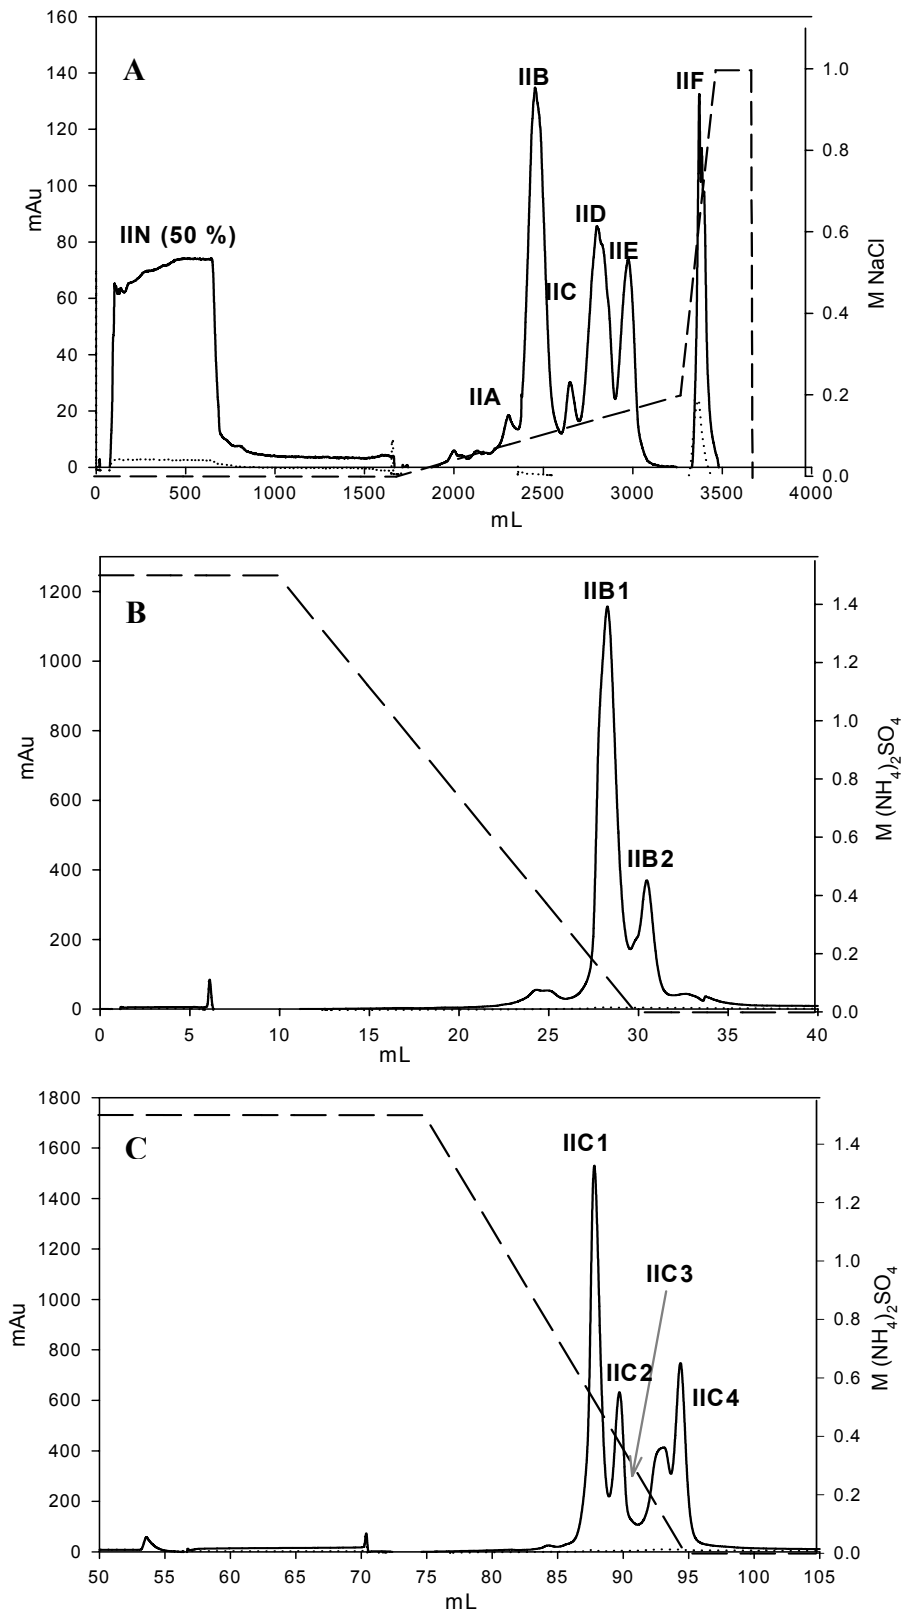 A
160
140
120
100
80
60
40
20
0
mAu
IIN (50 %)
IIA
IIB
IIC
IID
IIE
IIF
1.0
0.8
0.6
0.4
0.2
0.0
M NaCl
0 500 1000 1500 2000 2500 3000 3500 4000
mL
B
1200
1000
800
600
400
200
0
mAu
IIB1
IIB2
1.4
1.2
1.0
0.8
0.6
0.4
0.2
0.0
M (NH4)2SO4
0 5 10 15 20 25 30 35 40
mL
C
1800
1600
1400
1200
1000
800
600
400
200
0
mAu
IIC1
IIC2
IIC3
IIC4
1.4
1.2
1.0
0.8
0.6
0.4
0.2
0.0
M (NH4)2SO4
50 55 60 65 70 75 80 85 90 95 100 105
mL